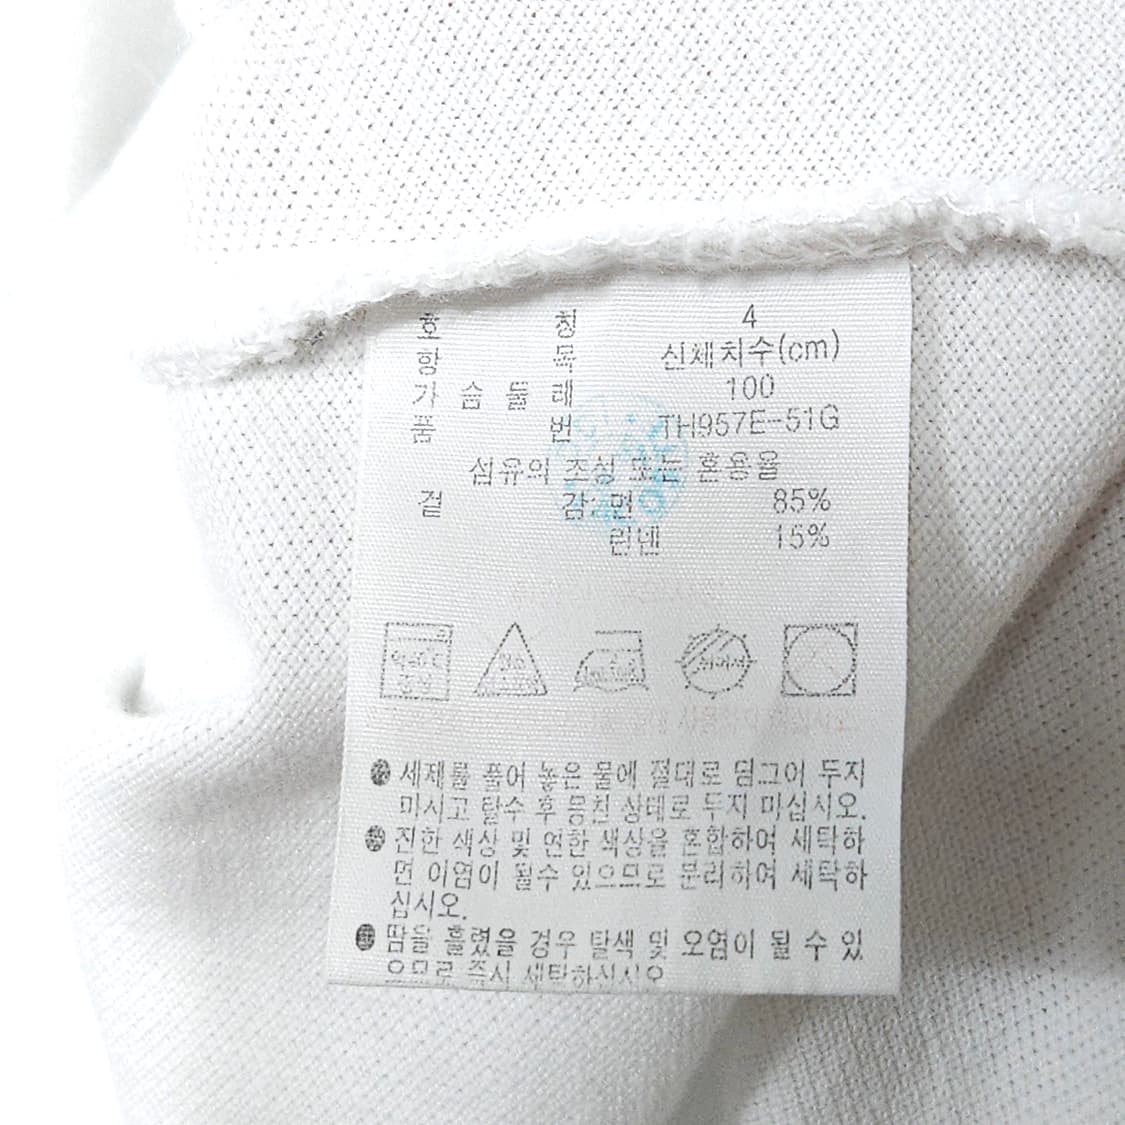 호 칭 4
항 목 신체치수(cm)
가 슴 둘 레 100
품 번 TH957E-51G
섬유의 조성 또는 혼용율
겉 감:면 85%
린넨 15%
세제를 풀어 놓은 물에 절대로 담그어 두지
마시고 탈수 후 뭉친 상태로 두지 마십시오.
진한 색상 및 연한 색상을 혼합하여 세탁하
면 이염이 될수 있으므로 분리하여 세탁하
십시오.
땀을 흘렸을 경우 탈색 및 오염이 될 수 있
으므로 즉시 세탁하십시오